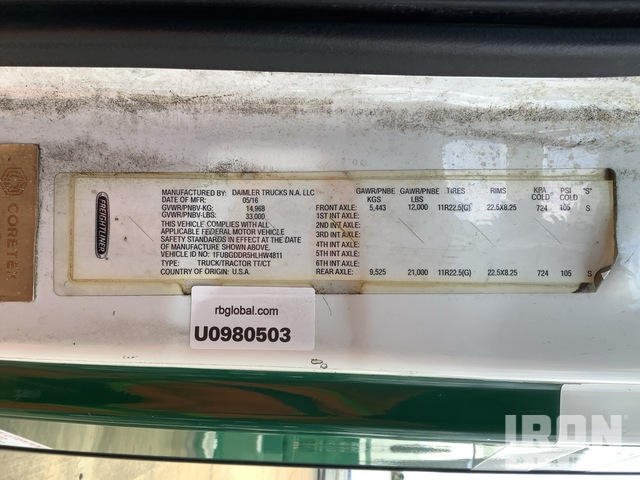 CORETEK
FREIGHTLINER
MANUFACTURED BY: DAIMLER TRUCKS N.A. LLC
DATE OF MFR: 05/16
GVWR/PNBV-KG: 14,968
GVWR/PNBV-LBS: 33,000
THIS VEHICLE COMPLIES WITH ALL
APPLICABLE FEDERAL MOTOR VEHICLE
SAFETY STANDARDS IN EFFECT AT THE DATE
OF MANUFACTURE SHOWN ABOVE.
VEHICLE ID NO: 1FUBGDDR5HLHW4811
TYPE: TRUCK/TRACTOR TT/CT
COUNTRY OF ORIGIN: U.S.A.
GAWR/PNBE KGS GAWR/PNBE LBS TIRES RIMS KPA COLD PSI COLD "S"
FRONT AXLE: 5,443 12,000 11R22.5(G) 22.5X8.25 724 105 S
1ST INT AXLE:
2ND INT AXLE:
3RD INT AXLE:
4TH INT AXLE:
5TH INT AXLE:
6TH INT AXLE:
REAR AXLE: 9,525 21,000 11R22.5(G) 22.5X8.25 724 105 S
rbglobal.com
U0980503
IRON